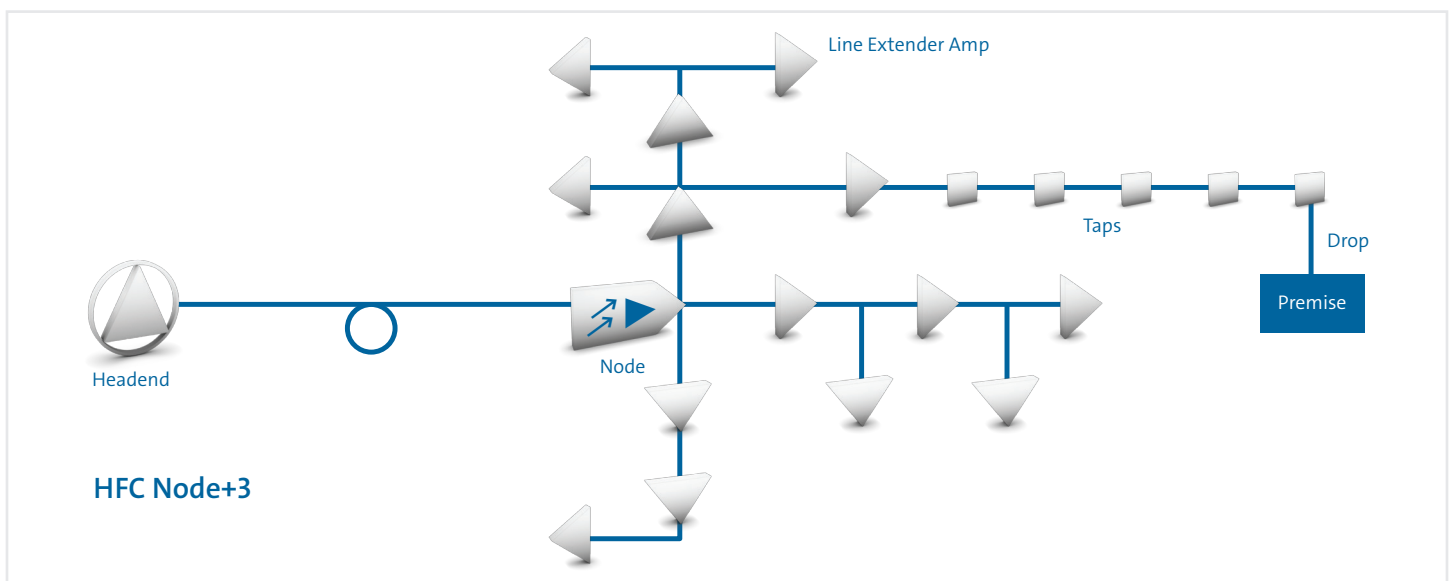 Line Extender Amp
Taps
Drop
Premise
Node
Headend
HFC Node+3